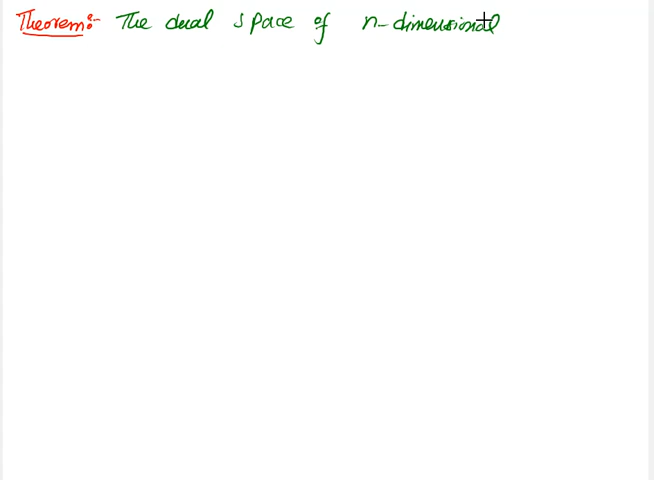 Theorem:- The dual space of n-dimensional